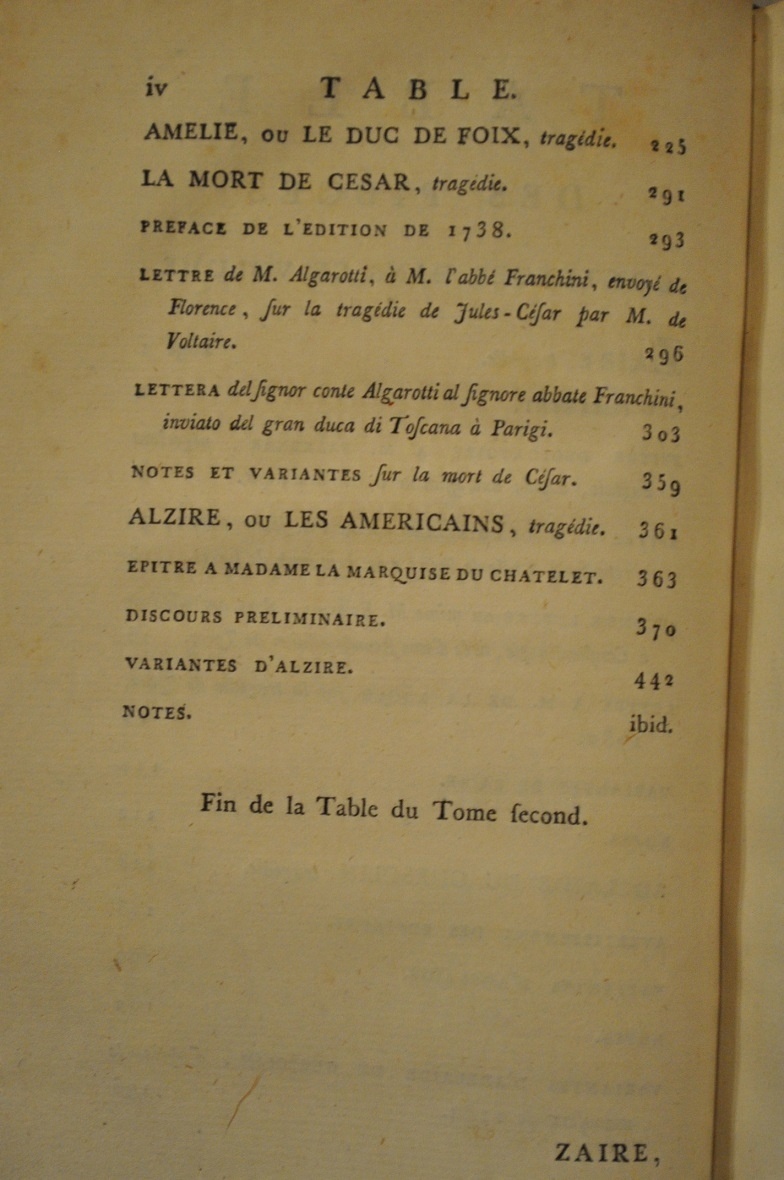 iv TABLE.
AMELIE, OU LE DUC DE FOIX, tragédie. 225
LA MORT DE CESAR, tragédie. 291
PREFACE DE L'EDITION DE 1738. 293
LETTRE de M. Algarotti, à M. l'abbé Franchini, envoyé de
Florence, ſur la tragédie de Jules-Céſar par M. de
Voltaire. 296
LETTERA del ſignor conte Algarotti al ſignore abbate Franchini,
inviato del gran duca di Toſcana à Parigi. 303
NOTES ET VARIANTES ſur la mort de Céſar. 359
ALZIRE, OU LES AMERICAINS, tragédie. 361
EPITRE A MADAME LA MARQUISE DU CHATELET. 363
DISCOURS PRELIMINAIRE. 370
VARIANTES D'ALZIRE. 442
NOTES. ibid.
Fin de la Table du Tome ſecond.
ZAIRE,